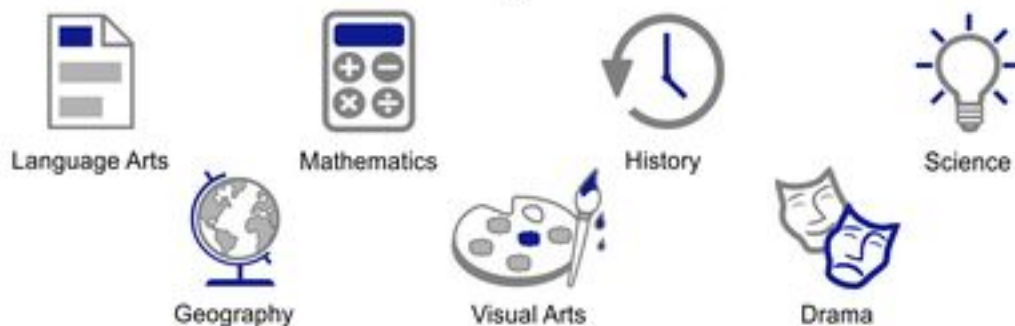 Language Arts
Mathematics
History
Science
Geography
Visual Arts
Drama